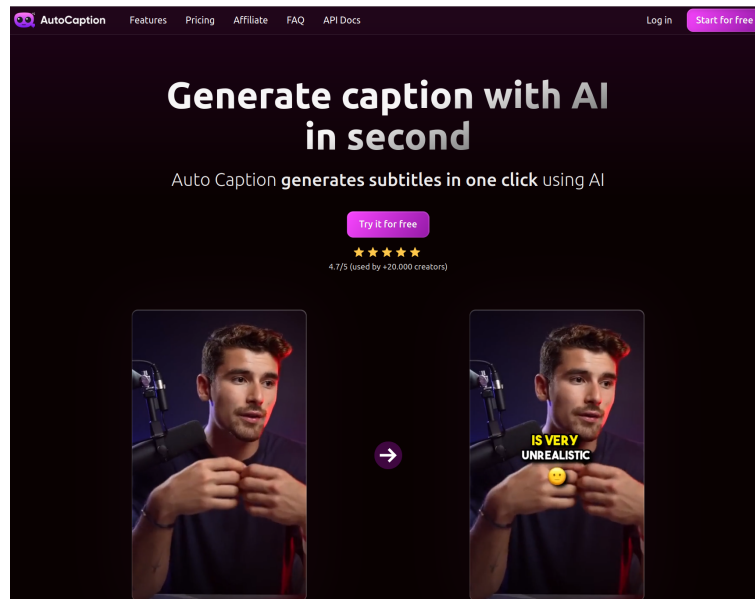 AutoCaption
Features
Pricing
Affiliate
FAQ
API Docs
Log in
Start for free
Generate caption with AI
in second
Auto Caption generates subtitles in one click using AI
Try it for free
4.7/5 (used by +20.000 creators)
IS VERY
UNREALISTIC